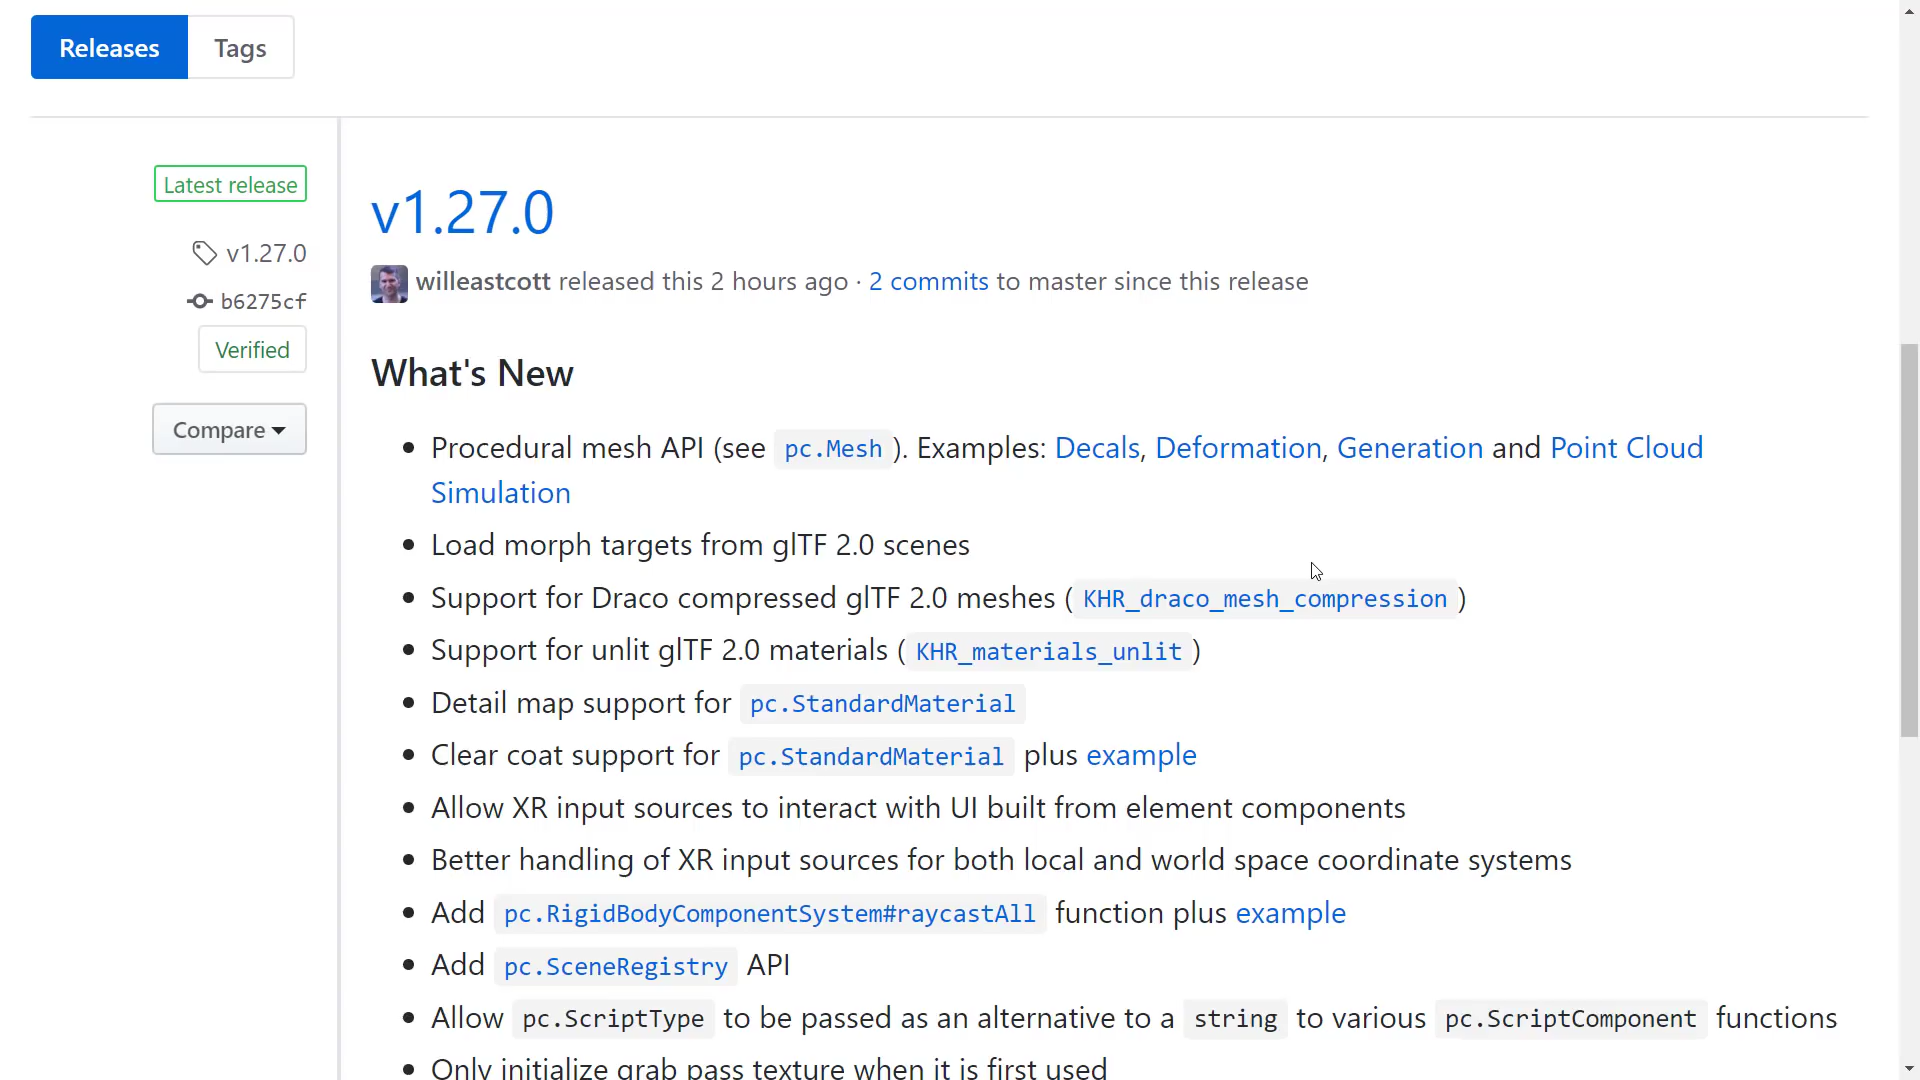 Releases Tags
Latest release
v1.27.0
b6275cf
Verified
Compare
v1.27.0
willeastcott released this 2 hours ago · 2 commits to master since this release
What's New
• Procedural mesh API (see pc.Mesh). Examples: Decals, Deformation, Generation and Point Cloud
Simulation
• Load morph targets from glTF 2.0 scenes
• Support for Draco compressed glTF 2.0 meshes ( KHR_draco_mesh_compression )
• Support for unlit glTF 2.0 materials ( KHR_materials_unlit )
• Detail map support for pc.StandardMaterial
• Clear coat support for pc.StandardMaterial plus example
• Allow XR input sources to interact with UI built from element components
• Better handling of XR input sources for both local and world space coordinate systems
• Add pc.RigidBodyComponentSystem#raycastAll function plus example
• Add pc.SceneRegistry API
• Allow pc.ScriptType to be passed as an alternative to a string to various pc.ScriptComponent functions
• Only initialize grab pass texture when it is first used